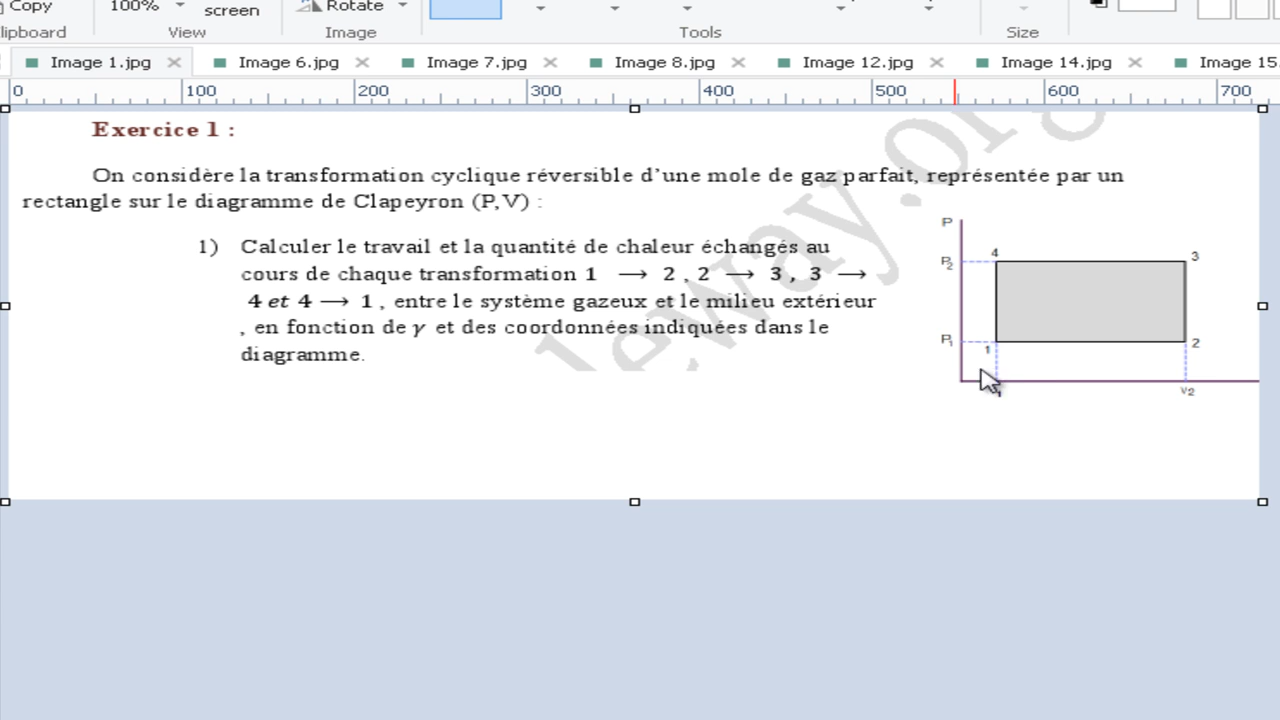 Copy 100% screen Rotate
lipboard View Image Tools Size
Image 1.jpg Image 6.jpg Image 7.jpg Image 8.jpg Image 12.jpg Image 14.jpg Image 15.
0 100 200 300 400 500 600 700
Exercice 1 :
On considère la transformation cyclique réversible d'une mole de gaz parfait, représentée par un
rectangle sur le diagramme de Clapeyron (P,V) :
1) Calculer le travail et la quantité de chaleur échangés au
cours de chaque transformation 1 → 2 , 2 → 3 , 3 →
4 et 4 → 1 , entre le système gazeux et le milieu extérieur
, en fonction de γ et des coordonnées indiquées dans le
diagramme.
P
4 3
P2
P1
1 2
V2